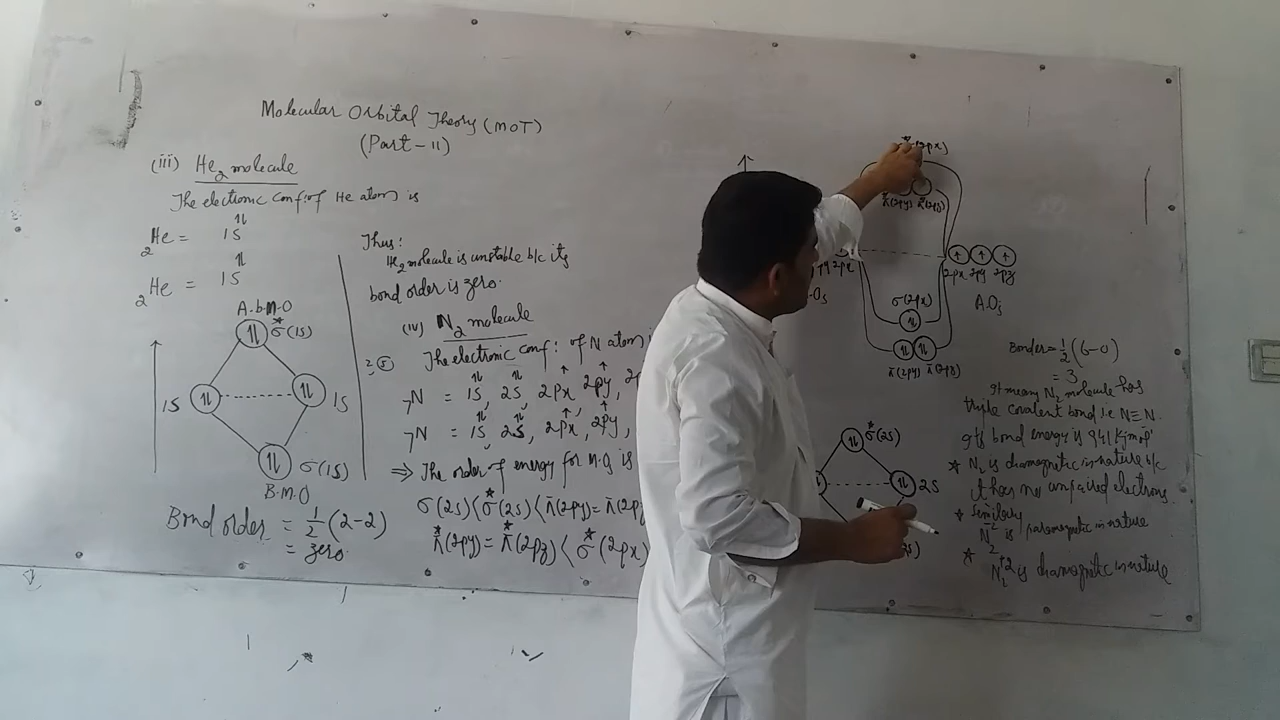 Molecular Orbital Theory (MOT)
(Part-11)
(iii) He2 molecule
The electronic conf: of He atom is
2He = 1S
2He = 1S
A.b.M.O
*σ(1S)
1S
1S
σ(1S)
B.M.O
Bond order = ½(2-2)
= zero.
Thus:
He2 molecule is unstable b/c its
bond order is zero.
(iv) N2 molecule
The electronic conf: of N atom i
7N = 1S, 2S, 2px, 2py, 2p
7N = 1S, 2S, 2px, 2py,
⇒ The order of energy for M.O is
σ(2S)<*σ(2S)<π(2py)=π(2p
*π(2py)=*π(2pz)<*σ(2px)
(2px)
*π(2py) *π(2pz)
2px
2px 2py 2pz
A.Os
σ(2px)
π(2py) π(2pz)
*σ(2S)
2S
B.order = ½(6-0)
= 3
It mean N2 molecule has
triple covalent bond i.e N≡N.
Its bond energy is 941 kjmol-1
* N2 is diamagnetic in nature b/c
it has no unpaired electrons
* Similarly
N2-2 is paramagnetic in nature
* N2+2 is diamagnetic in nature